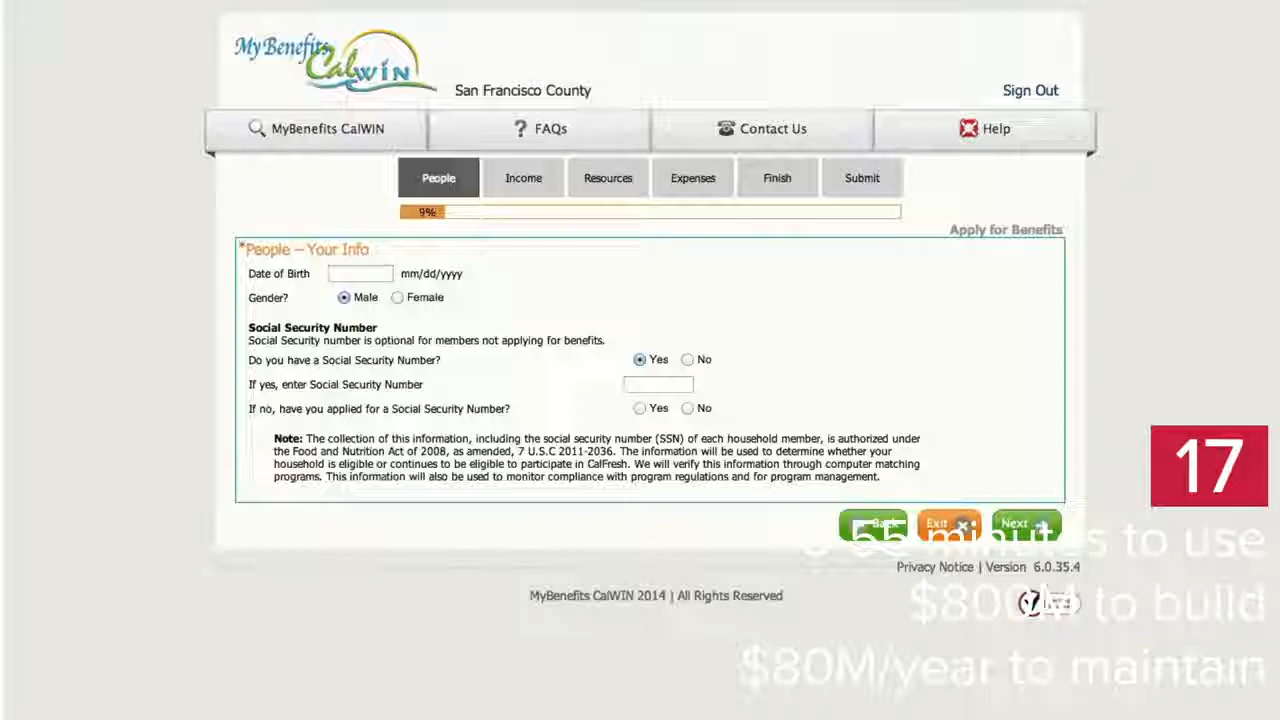 My Benefits CalWIN
San Francisco County
Sign Out
MyBenefits CalWIN
FAQs
Contact Us
Help
People
Income
Resources
Expenses
Finish
Submit
9%
Apply for Benefits
*People – Your Info
Date of Birth mm/dd/yyyy
Gender? Male Female
Social Security Number
Social Security number is optional for members not applying for benefits.
Do you have a Social Security Number? Yes No
If yes, enter Social Security Number
If no, have you applied for a Social Security Number? Yes No
Note: The collection of this information, including the social security number (SSN) of each household member, is authorized under
the Food and Nutrition Act of 2008, as amended, 7 U.S.C 2011-2036. The information will be used to determine whether your
household is eligible or continues to be eligible to participate in CalFresh. We will verify this information through computer matching
programs. This information will also be used to monitor compliance with program regulations and for program management.
17
Back
Exit
Next
55 minutes to use
Privacy Notice | Version 6.0.35.4
MyBenefits CalWIN 2014 | All Rights Reserved
$800M to build
$80M/year to maintain